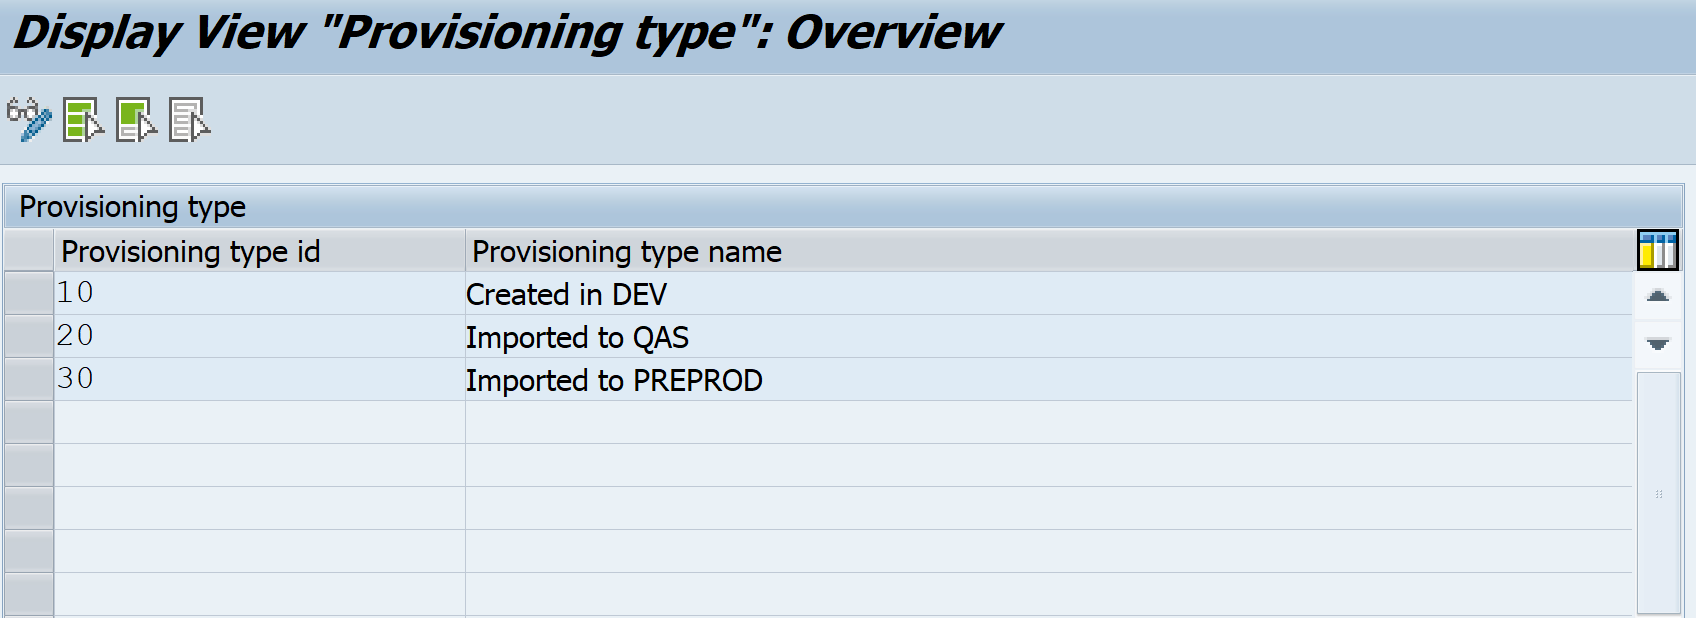 Display View "Provisioning type": Overview
Provisioning type
Provisioning type id Provisioning type name
10 Created in DEV
20 Imported to QAS
30 Imported to PREPROD